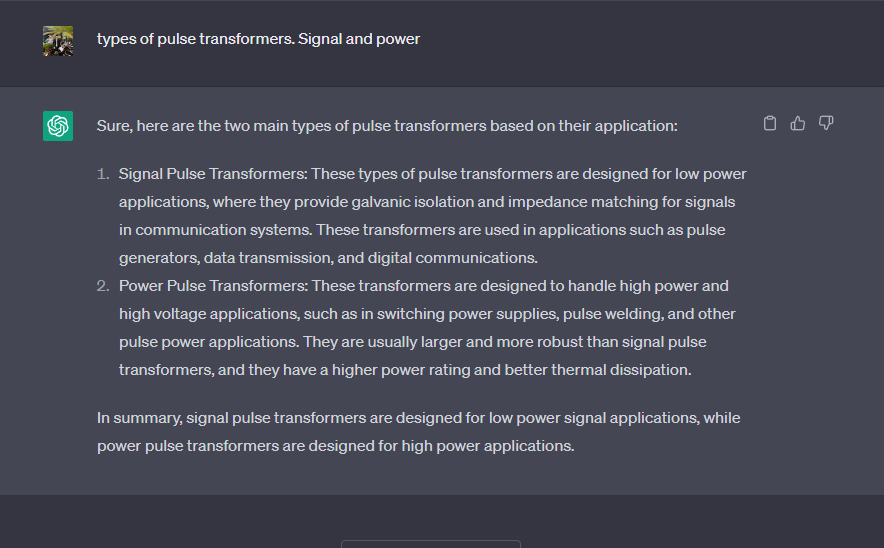 types of pulse transformers. Signal and power
Sure, here are the two main types of pulse transformers based on their application:
1. Signal Pulse Transformers: These types of pulse transformers are designed for low power
applications, where they provide galvanic isolation and impedance matching for signals
in communication systems. These transformers are used in applications such as pulse
generators, data transmission, and digital communications.
2. Power Pulse Transformers: These transformers are designed to handle high power and
high voltage applications, such as in switching power supplies, pulse welding, and other
pulse power applications. They are usually larger and more robust than signal pulse
transformers, and they have a higher power rating and better thermal dissipation.
In summary, signal pulse transformers are designed for low power signal applications, while
power pulse transformers are designed for high power applications.